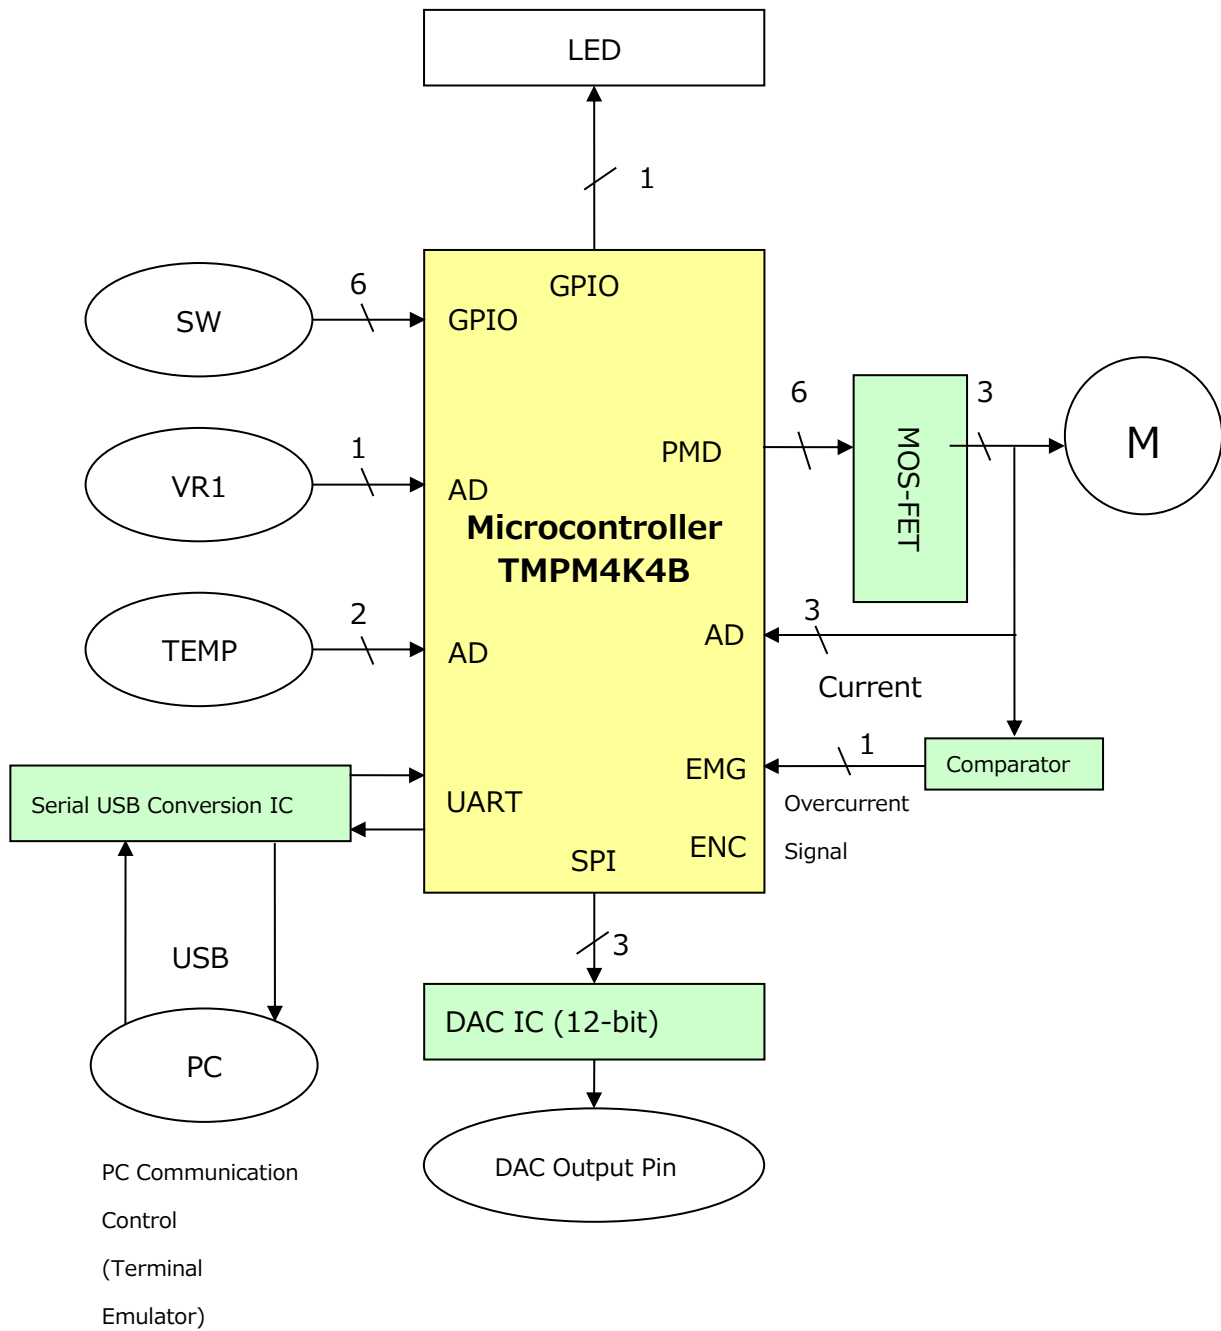 LED
1
GPIO
6
SW
GPIO
1
VR1
AD
PMD
6
MOS-FET
3
M
Microcontroller
TMPM4K4B
2
TEMP
AD
AD
3
Current
Serial USB Conversion IC
UART
EMG
1
Comparator
Overcurrent
Signal
ENC
SPI
3
USB
DAC IC (12-bit)
PC
DAC Output Pin
PC Communication
Control
(Terminal
Emulator)